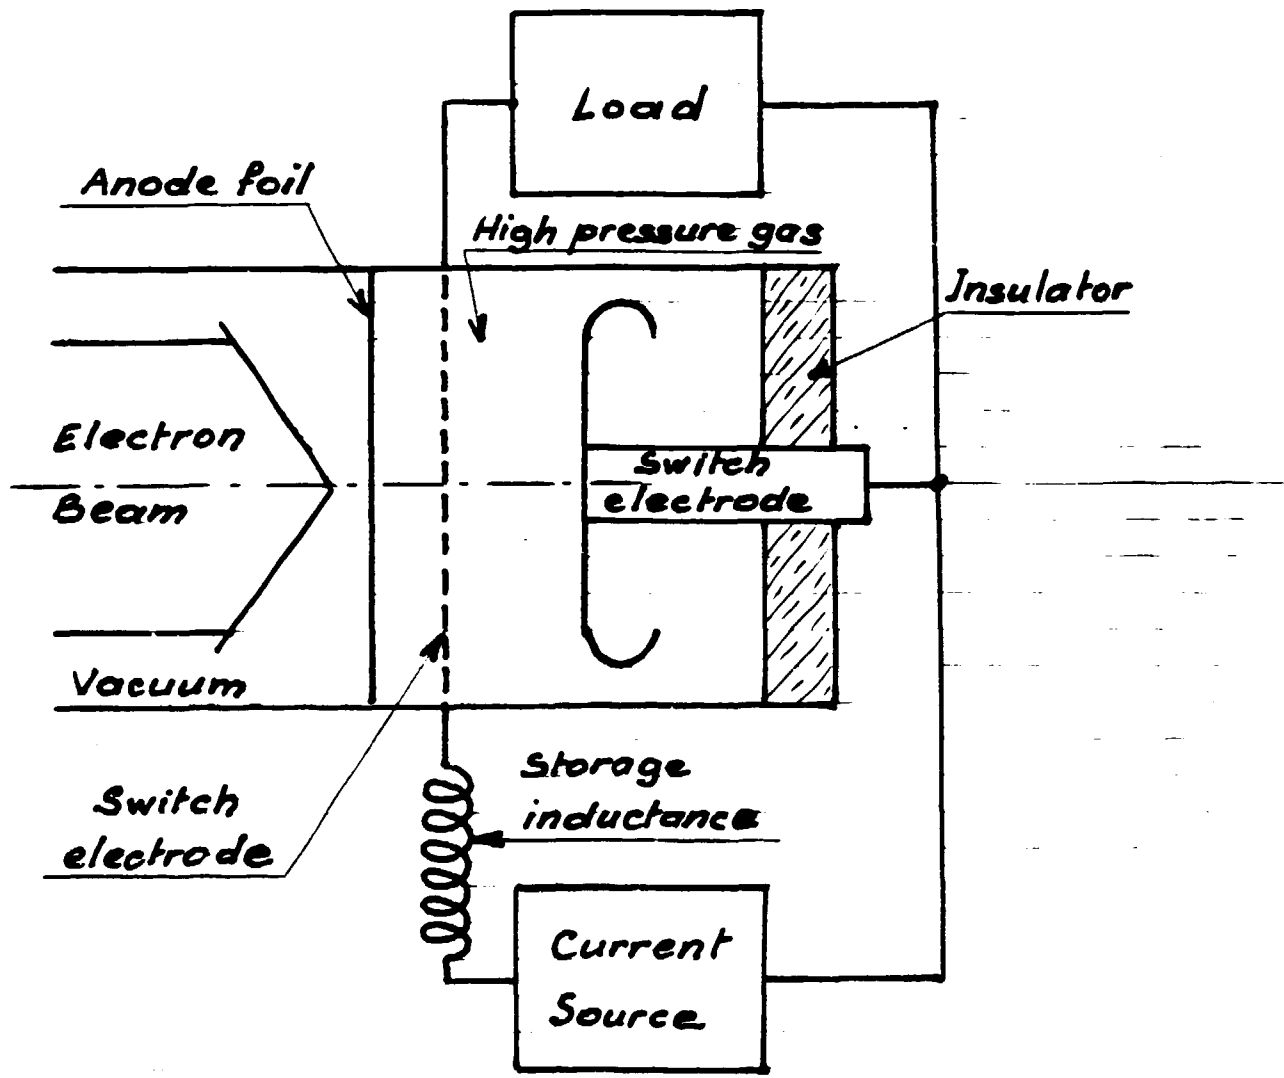 Load
Anode foil
High pressure gas
Insulator
Electron
Beam
Switch
electrode
Vacuum
Switch
electrode
Storage
inductance
Current
Source